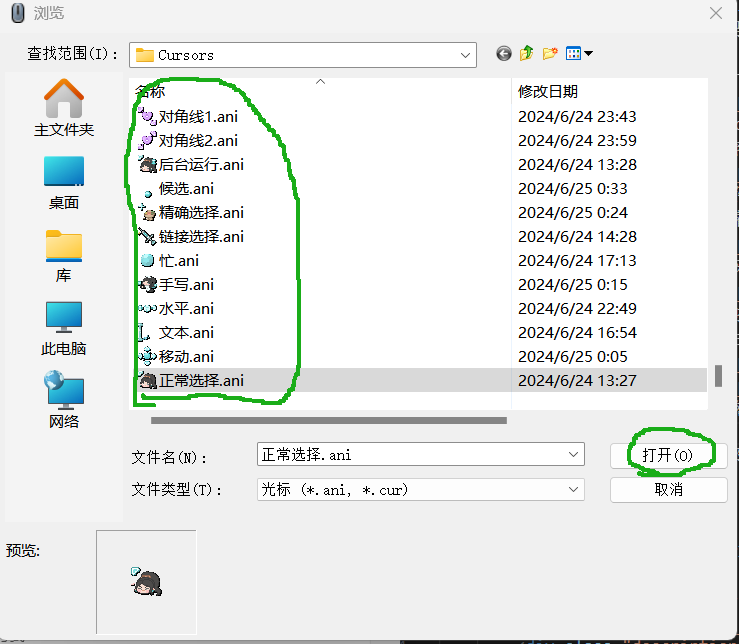 浏览
查找范围(I): Cursors
名称 修改日期
对角线1.ani 2024/6/24 23:43
对角线2.ani 2024/6/24 23:59
后台运行.ani 2024/6/24 13:28
候选.ani 2024/6/25 0:33
精确选择.ani 2024/6/25 0:24
链接选择.ani 2024/6/24 14:28
忙.ani 2024/6/24 17:13
手写.ani 2024/6/25 0:15
水平.ani 2024/6/24 22:49
文本.ani 2024/6/24 16:54
移动.ani 2024/6/25 0:05
正常选择.ani 2024/6/24 13:27
主文件夹
桌面
库
此电脑
网络
文件名(N): 正常选择.ani 打开(O)
文件类型(T): 光标 (*.ani, *.cur) 取消
预览: